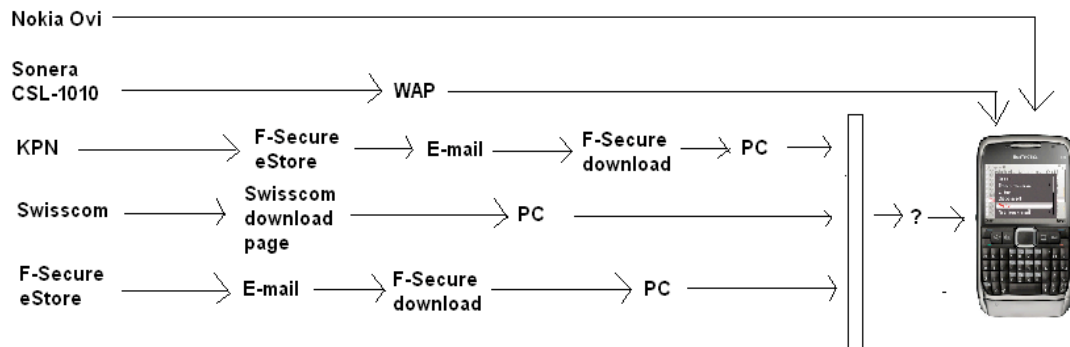 Nokia Ovi
Sonera
CSL-1010
WAP
KPN
F-Secure
eStore
E-mail
F-Secure
download
PC
Swisscom
Swisscom
download
page
PC
?
F-Secure
eStore
E-mail
F-Secure
download
PC